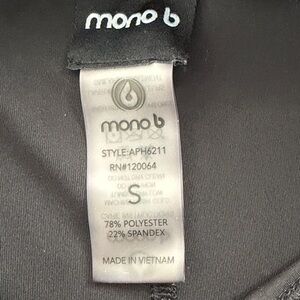 mono b
mono b
STYLE:APH6211
RN#120064
S
78% POLYESTER
22% SPANDEX
MADE IN VIETNAM